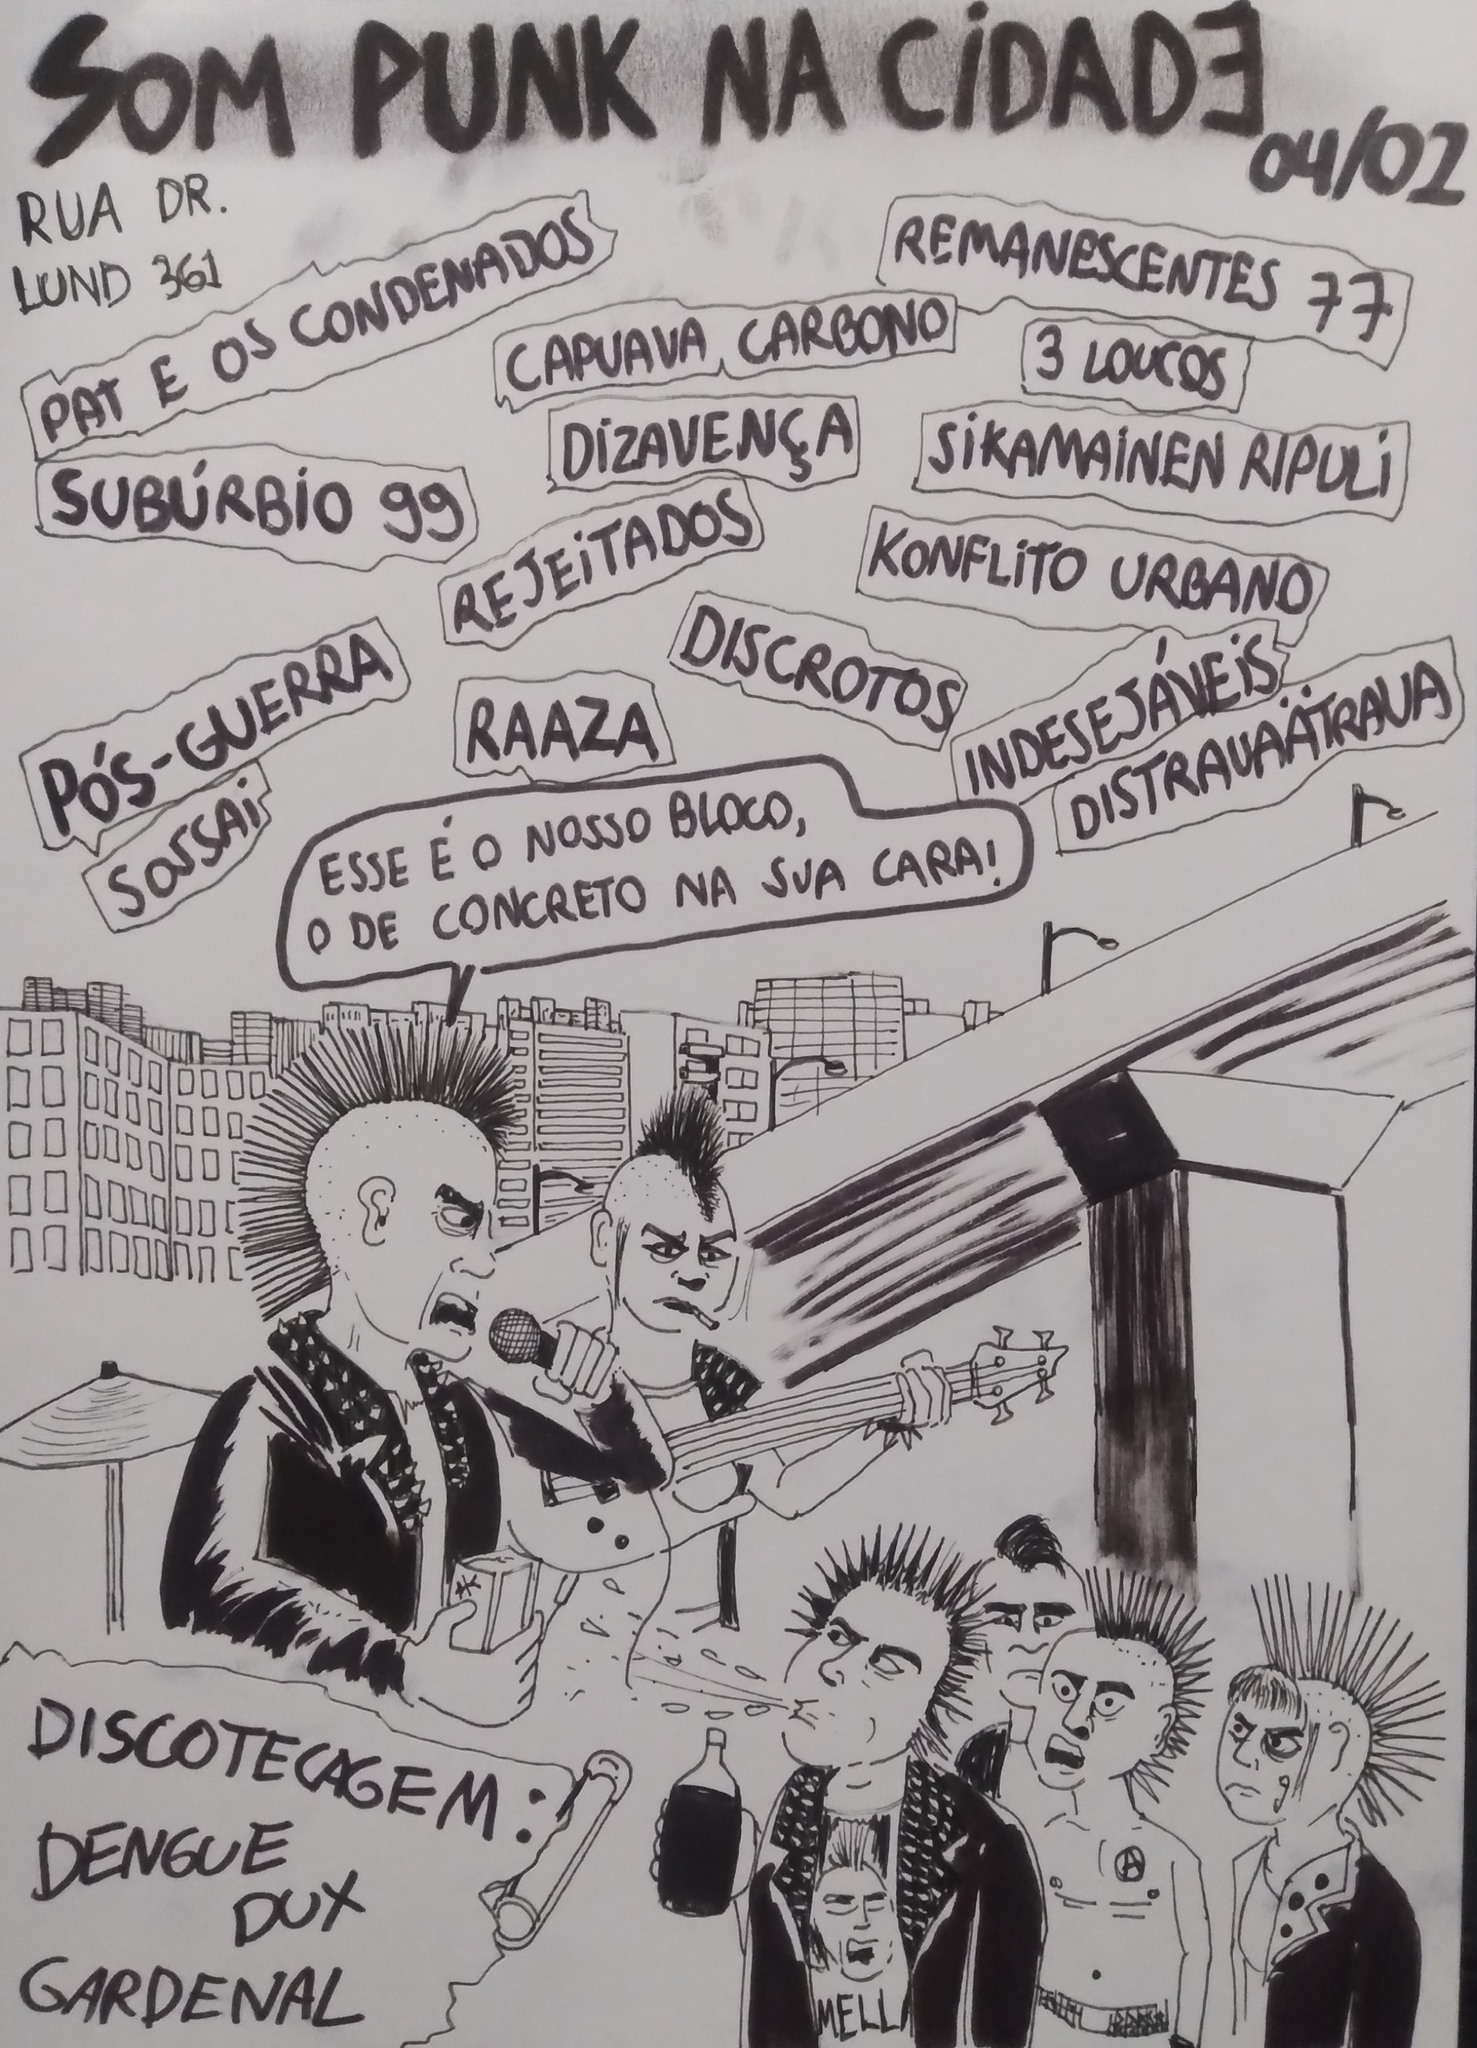 SOM PUNK NA CiDADE
04/02
RUA DR.
LUND 361
PAT E OS CONDENADOS
REMANESCENTES 77
CAPUAVA CARBONO
3 LOUCOS
DiZAVENÇA
SiKAMAiNEN RIPULi
SUBÚRBiO 99
REJEiTADOS
KONFLiTO URBANO
DISCROTOS
PÓS-GUERRA
RAAZA
INDESEJÁVEiS
DISTRAUAÄTRAUA
SOSSAi
ESSE É O NOSSO BLOCO,
O DE CONCRETO NA SUA CARA!
DISCOTECAGEM:
DENGUE
DUX
GARDENAL
A
MELL